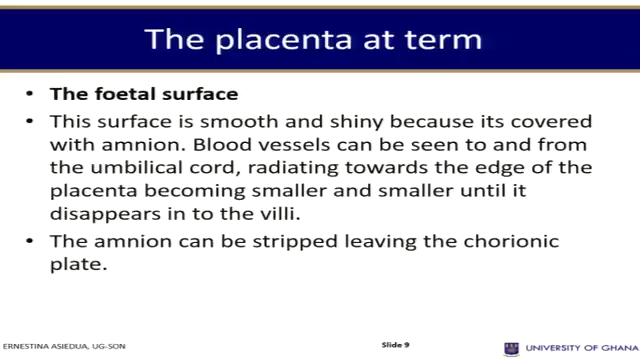 The placenta at term
• The foetal surface
• This surface is smooth and shiny because its covered
with amnion. Blood vessels can be seen to and from
the umbilical cord, radiating towards the edge of the
placenta becoming smaller and smaller until it
disappears in to the villi.
• The amnion can be stripped leaving the chorionic
plate.
ERNESTINA ASIEDUA, UG-SON
Slide 9
UNIVERSITY OF GHANA